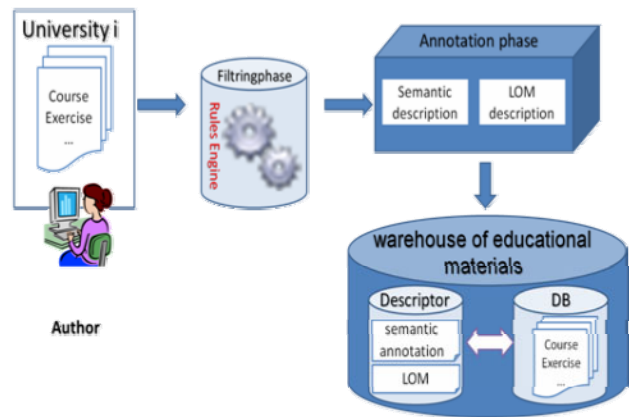 University i
Course
Exercise
...
Author
Filtringphase
Rules Engine
Annotation phase
Semantic
description
LOM
description
warehouse of educational
materials
Descriptor
semantic
annotation
LOM
DB
Course
Exercise
...